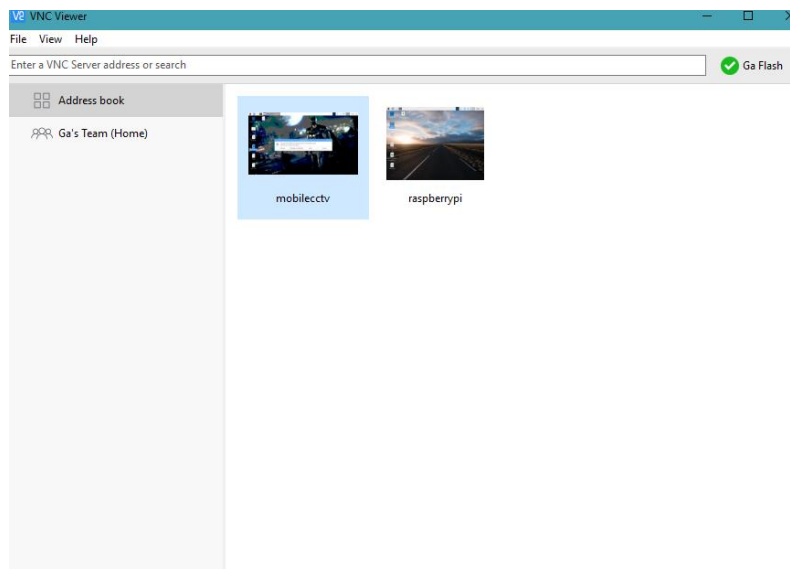 V2 VNC Viewer
File View Help
Enter a VNC Server address or search
Ga Flash
Address book
Ga's Team (Home)
mobilecctv
raspberrypi